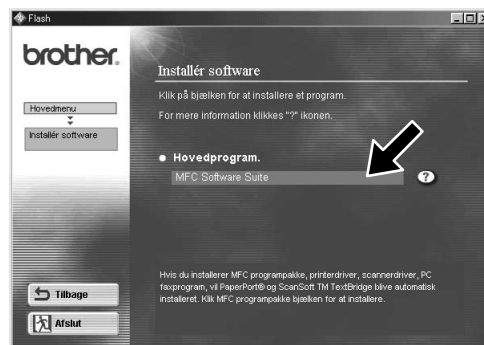 Flash
brother.
Hovedmenu
Installér software
Installér software
Klik på bjælken for at installere et program.
For mere information klikkes "?" ikonen.
Hovedprogram.
MFC Software Suite
?
Hvis du installerer MFC programpakke, printerdriver, scannerdriver, PC
faxprogram, vil PaperPort® og ScanSoft TM TextBridge blive automatisk
installeret. Klik MFC programpakke bjælken for at installere.
Tilbage
Afslut